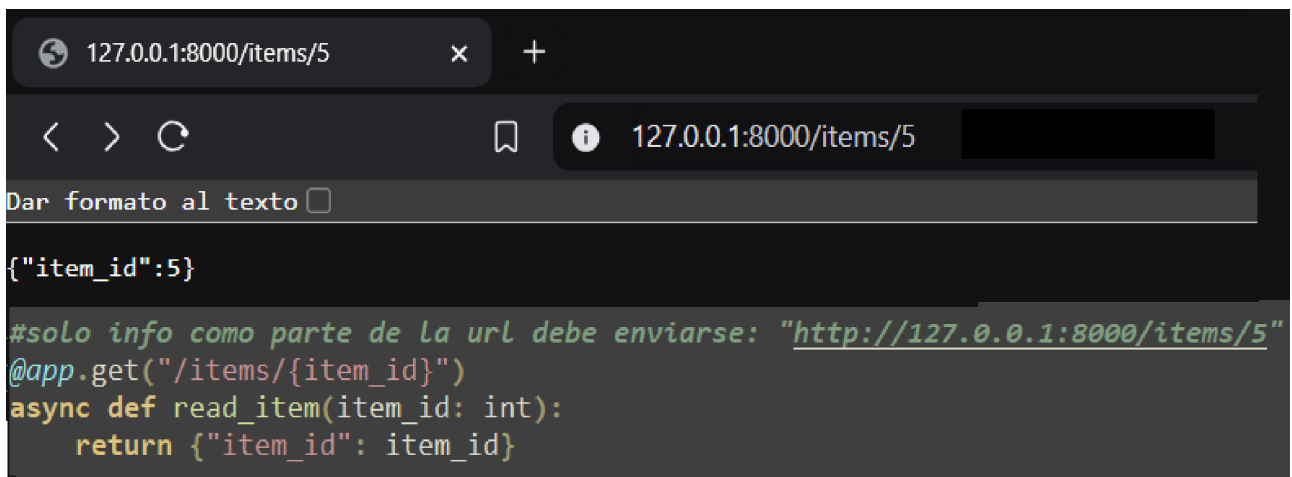 127.0.0.1:8000/items/5
127.0.0.1:8000/items/5
Dar formato al texto
{"item_id":5}
#solo info como parte de la url debe enviarse: "http://127.0.0.1:8000/items/5"
@app.get("/items/{item_id}")
async def read_item(item_id: int):
    return {"item_id": item_id}